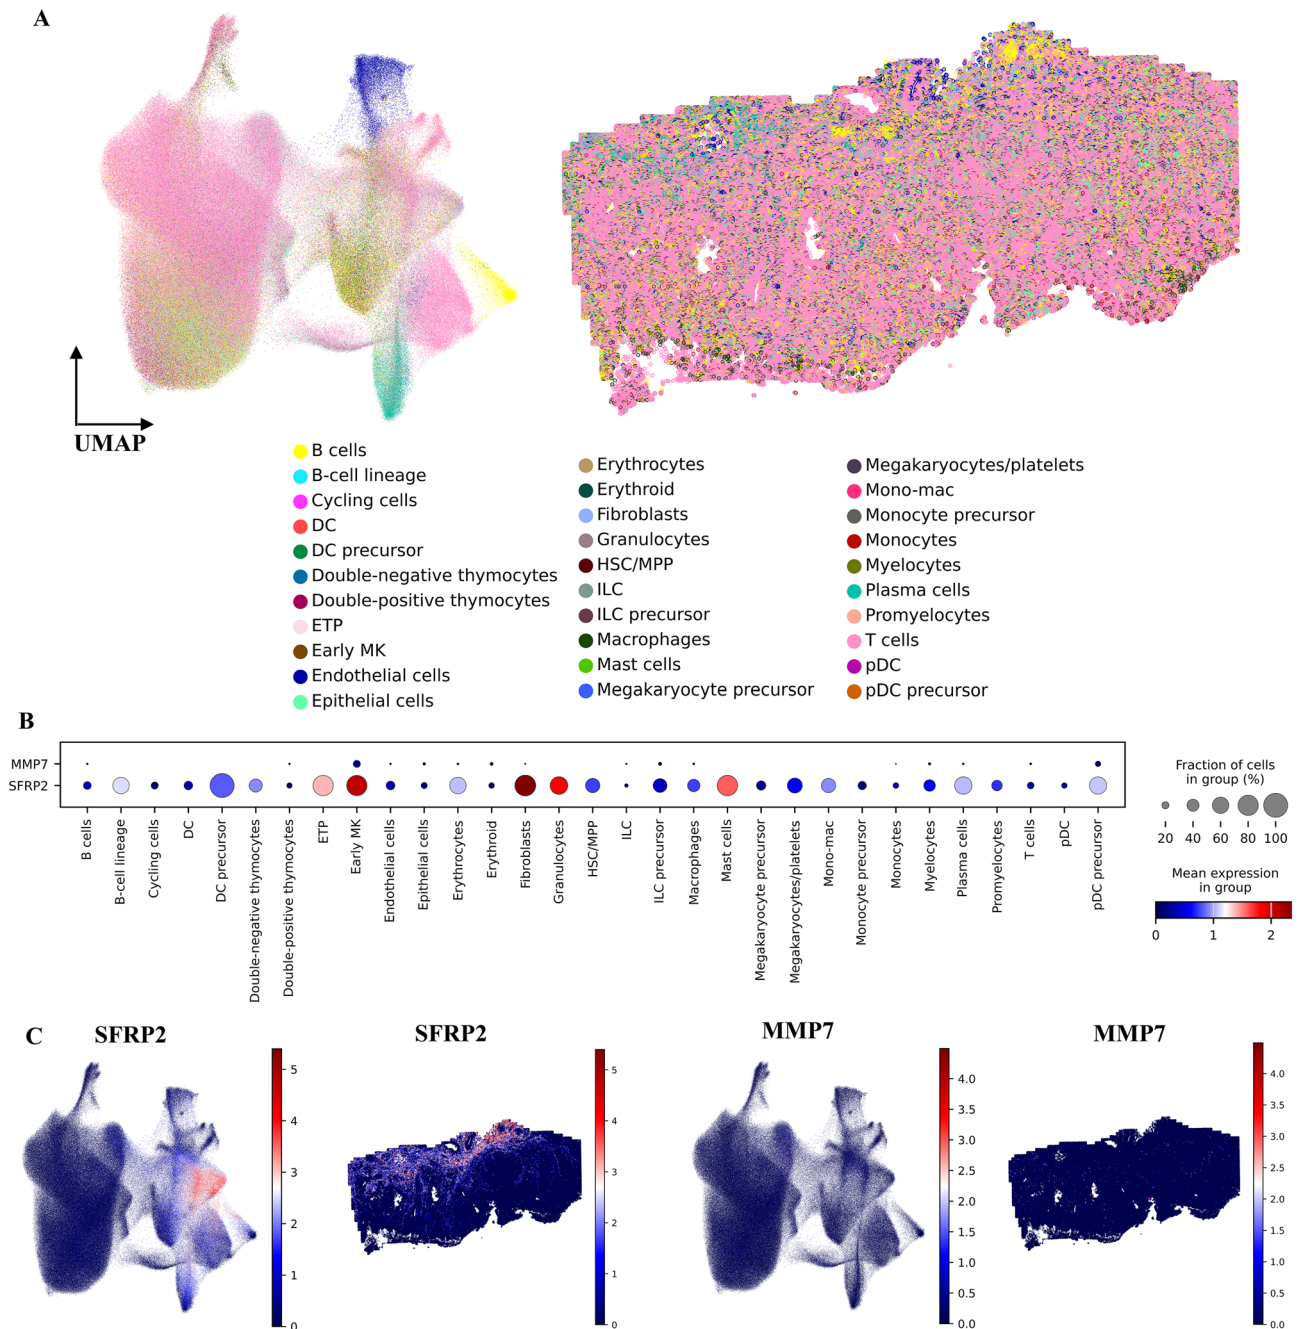 A
UMAP
B cells
B-cell lineage
Cycling cells
DC
DC precursor
Double-negative thymocytes
Double-positive thymocytes
ETP
Early MK
Endothelial cells
Epithelial cells
Erythrocytes
Erythroid
Fibroblasts
Granulocytes
HSC/MPP
ILC
ILC precursor
Macrophages
Mast cells
Megakaryocyte precursor
Megakaryocytes/platelets
Mono-mac
Monocyte precursor
Monocytes
Myelocytes
Plasma cells
Promyelocytes
T cells
pDC
pDC precursor
B
MMP7
SFRP2
B cells
B-cell lineage
Cycling cells
DC
DC precursor
Double-negative thymocytes
Double-positive thymocytes
ETP
Early MK
Endothelial cells
Epithelial cells
Erythrocytes
Erythroid
Fibroblasts
Granulocytes
HSC/MPP
ILC
ILC precursor
Macrophages
Mast cells
Megakaryocyte precursor
Megakaryocytes/platelets
Mono-mac
Monocyte precursor
Monocytes
Myelocytes
Plasma cells
Promyelocytes
T cells
pDC
pDC precursor
Fraction of cells
in group (%)
20 40 60 80 100
Mean expression
in group
0 1 2
C
SFRP2
5
4
3
2
1
0
SFRP2
5
4
3
2
1
0
MMP7
4.0
3.5
3.0
2.5
2.0
1.5
1.0
0.5
0.0
MMP7
4.0
3.5
3.0
2.5
2.0
1.5
1.0
0.5
0.0